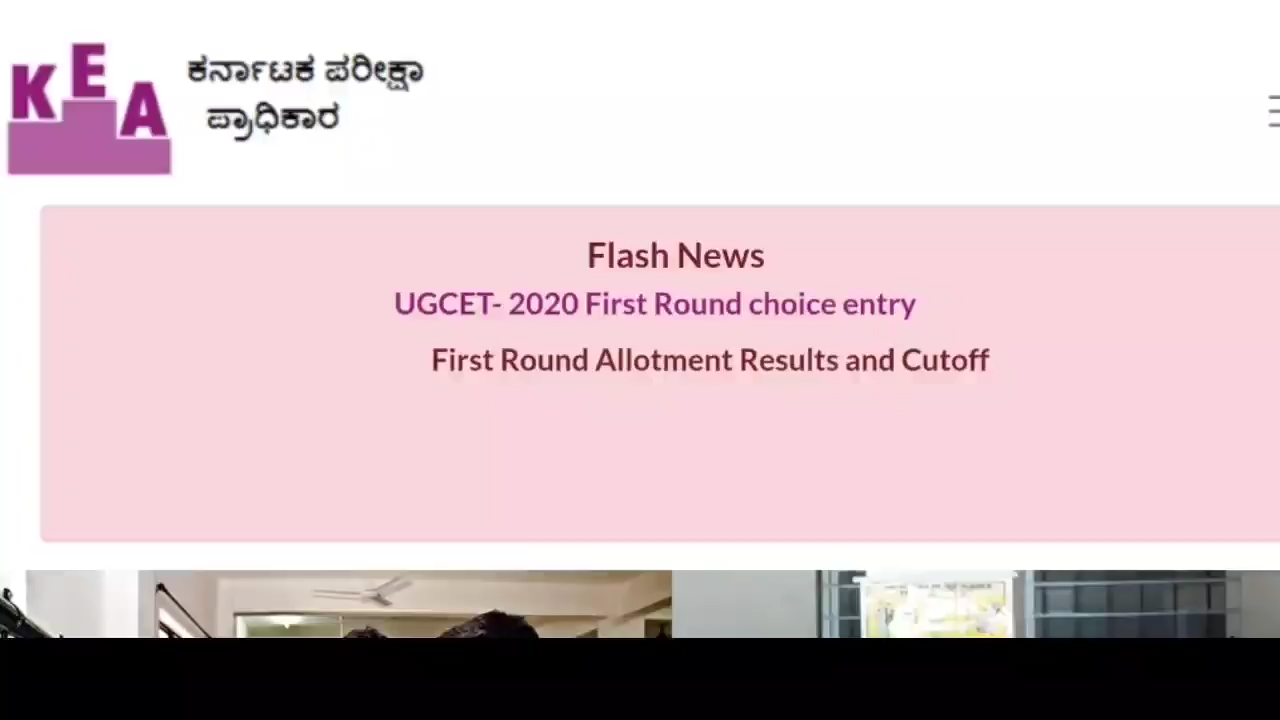 KEA
ಕರ್ನಾಟಕ ಪರೀಕ್ಷಾ
ಪ್ರಾಧಿಕಾರ
Flash News
UGCET- 2020 First Round choice entry
First Round Allotment Results and Cutoff